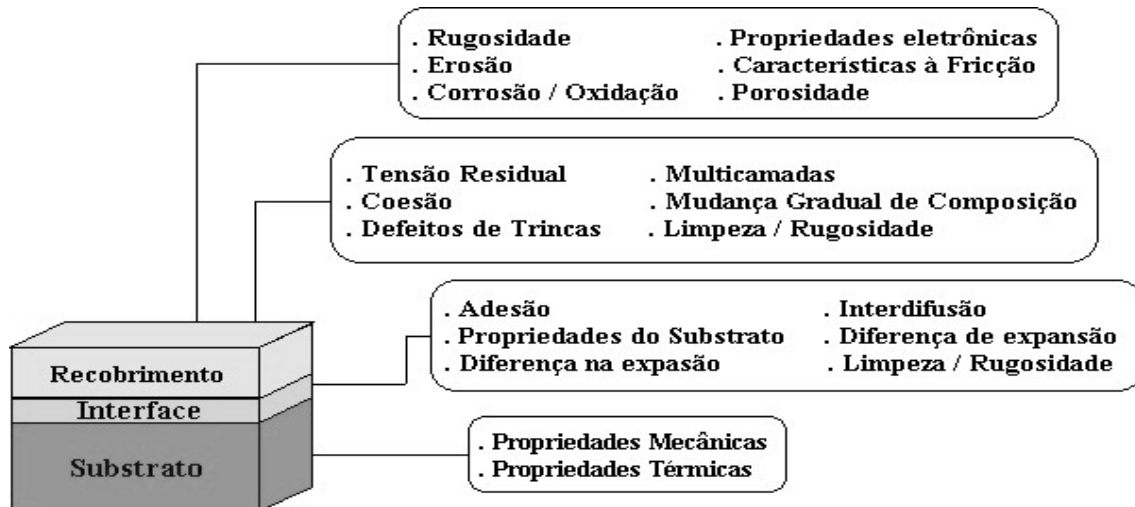 . Rugosidade . Propriedades eletrônicas
. Erosão . Características à Fricção
. Corrosão / Oxidação . Porosidade
. Tensão Residual . Multicamadas
. Coesão . Mudança Gradual de Composição
. Defeitos de Trincas . Limpeza / Rugosidade
. Adesão . Interdifusão
. Propriedades do Substrato . Diferença de expansão
. Diferença na expasão . Limpeza / Rugosidade
Recobrimento
Interface
Substrato
. Propriedades Mecânicas
. Propriedades Térmicas